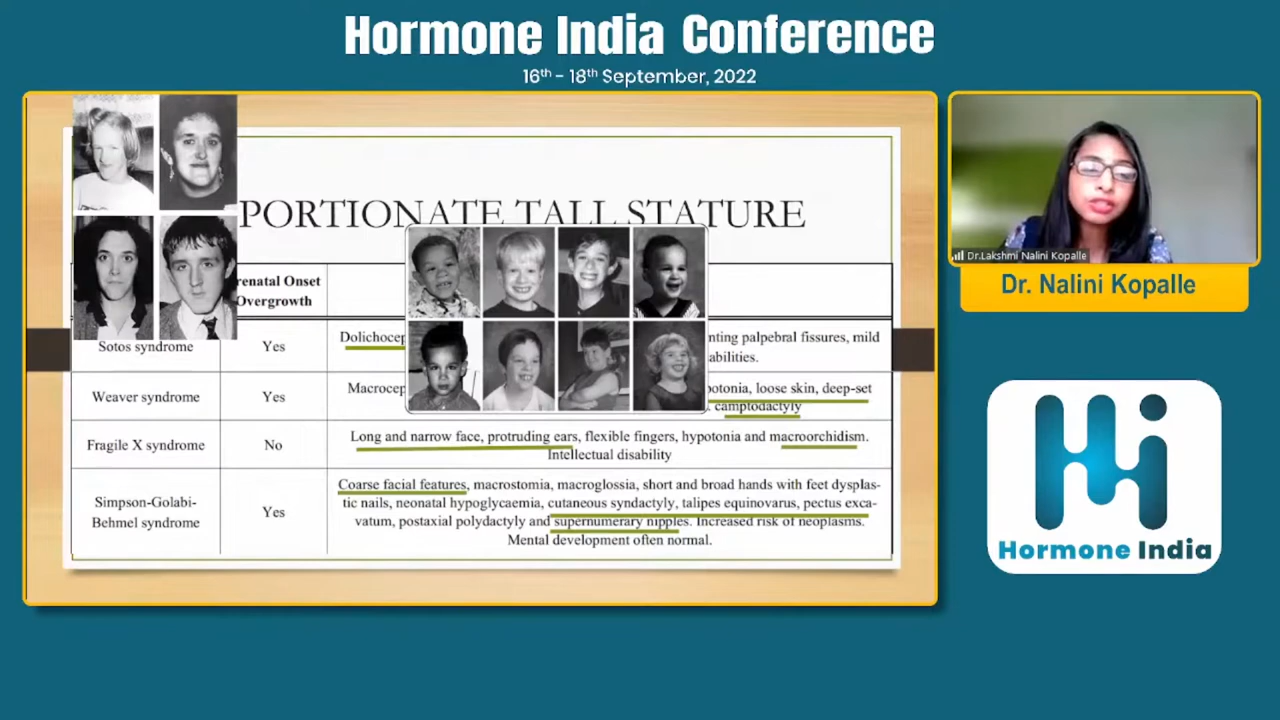 Hormone India Conference
16th - 18th September, 2022
PORTIONATE TALL STATURE
renatal Onset
Overgrowth
Sotos syndrome
Yes
Dolichocep
nting palpebral fissures, mild
abilities.
Weaver syndrome
Yes
Macrocep
otonia, loose skin, deep-set
camptodactyly
Fragile X syndrome
No
Long and narrow face, protruding ears, flexible fingers, hypotonia and macroorchidism.
Intellectual disability
Simpson-Golabi-
Behmel syndrome
Yes
Coarse facial features, macrostomia, macroglossia, short and broad hands with feet dysplas-
tic nails, neonatal hypoglycaemia, cutaneous syndactyly, talipes equinovarus, pectus exca-
vatum, postaxial polydactyly and supernumerary nipples. Increased risk of neoplasms.
Mental development often normal.
Dr.Lakshmi Nalini Kopalle
Dr. Nalini Kopalle
Hormone India